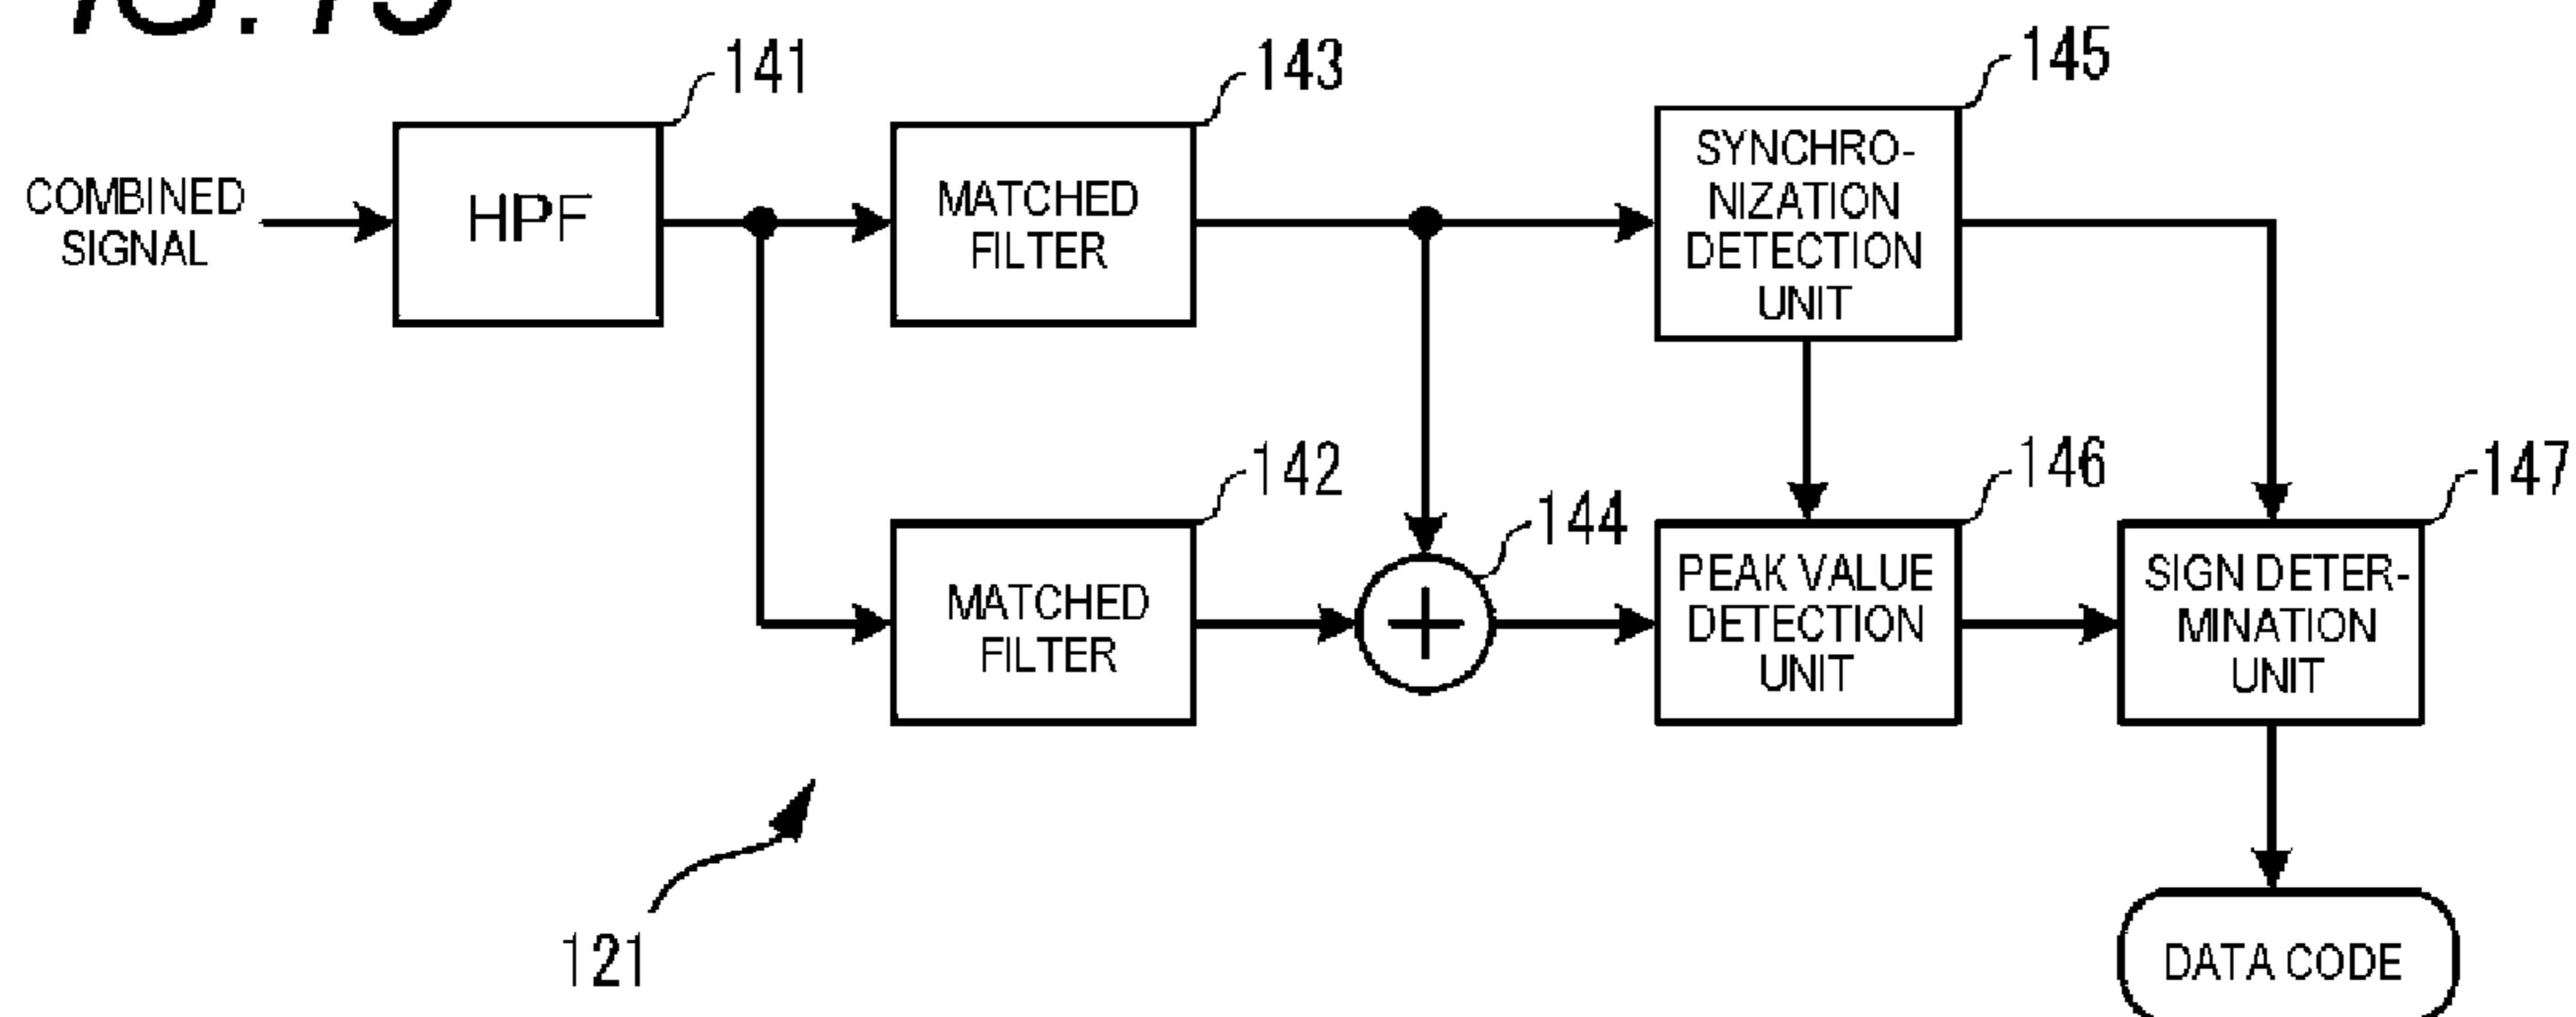 141
143
145
COMBINED
SIGNAL
HPF
MATCHED
FILTER
SYNCHRO-
NIZATION
DETECTION
UNIT
142
144
146
147
MATCHED
FILTER
+
PEAK VALUE
DETECTION
UNIT
SIGN DETER-
MINATION
UNIT
121
DATA CODE